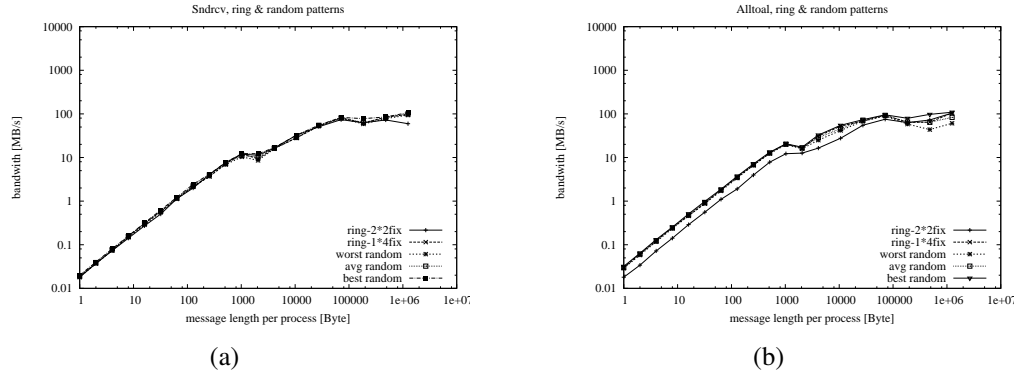 Sndrcv, ring & random patterns
10000
1000
100
10
1
0.1
0.01
bandwith [MB/s]
ring-2*2fix
ring-1*4fix
worst random
avg random
best random
1 10 100 1000 10000 100000 1e+06 1e+07
message length per process [Byte]
(a)
Alltoal, ring & random patterns
10000
1000
100
10
1
0.1
0.01
bandwith [MB/s]
ring-2*2fix
ring-1*4fix
worst random
avg random
best random
1 10 100 1000 10000 100000 1e+06 1e+07
message length per process [Byte]
(b)